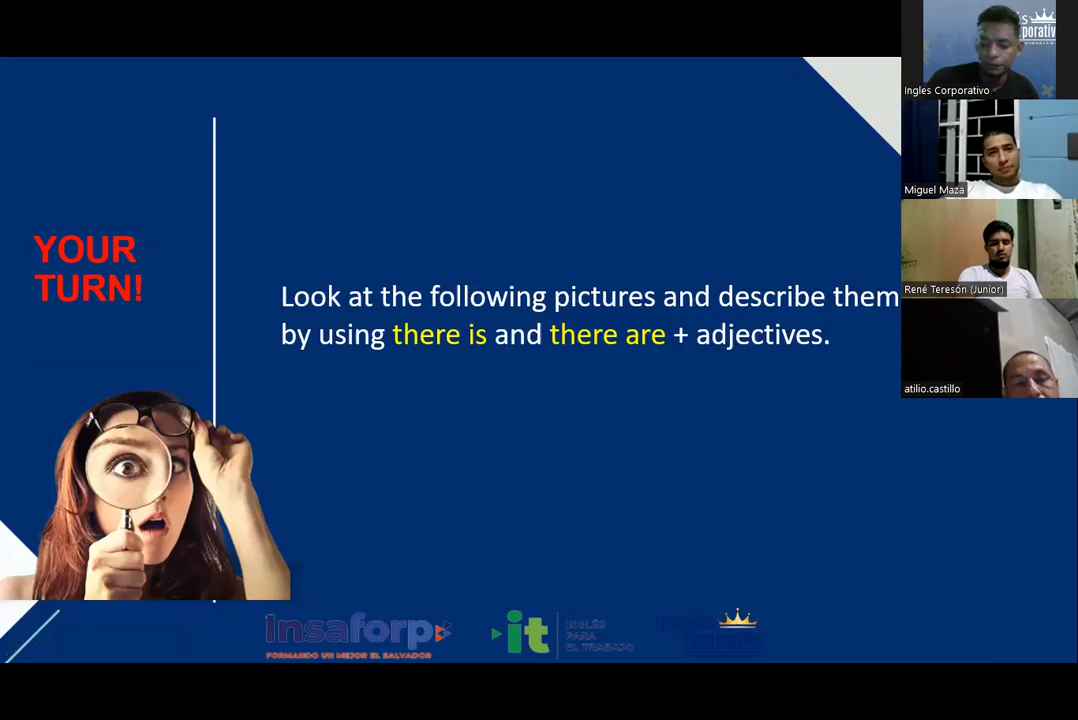 YOUR
TURN!
Look at the following pictures and describe them
by using there is and there are + adjectives.
Insaforp
FORMANDO UN MEJOR EL SALVADOR
it
INGLÉS
PARA
EL TRABAJO
Ingles Corporativo
Miguel Maza
René Teresón (Junior)
atilio.castillo